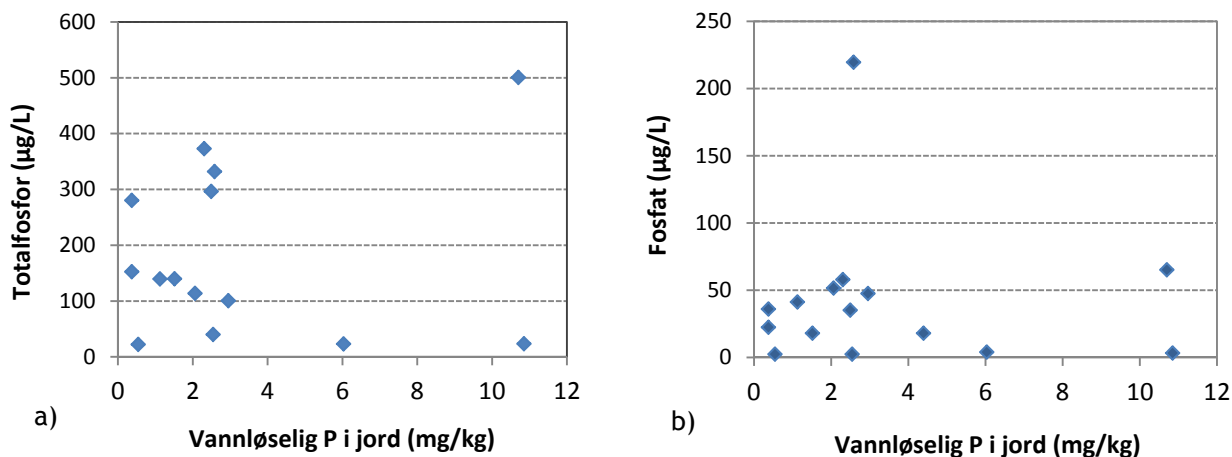 600
500
400
300
200
100
0
Totalfosfor (µg/L)
0 2 4 6 8 10 12
Vannløselig P i jord (mg/kg)
a)
250
200
150
100
50
0
Fosfat (µg/L)
0 2 4 6 8 10 12
Vannløselig P i jord (mg/kg)
b)